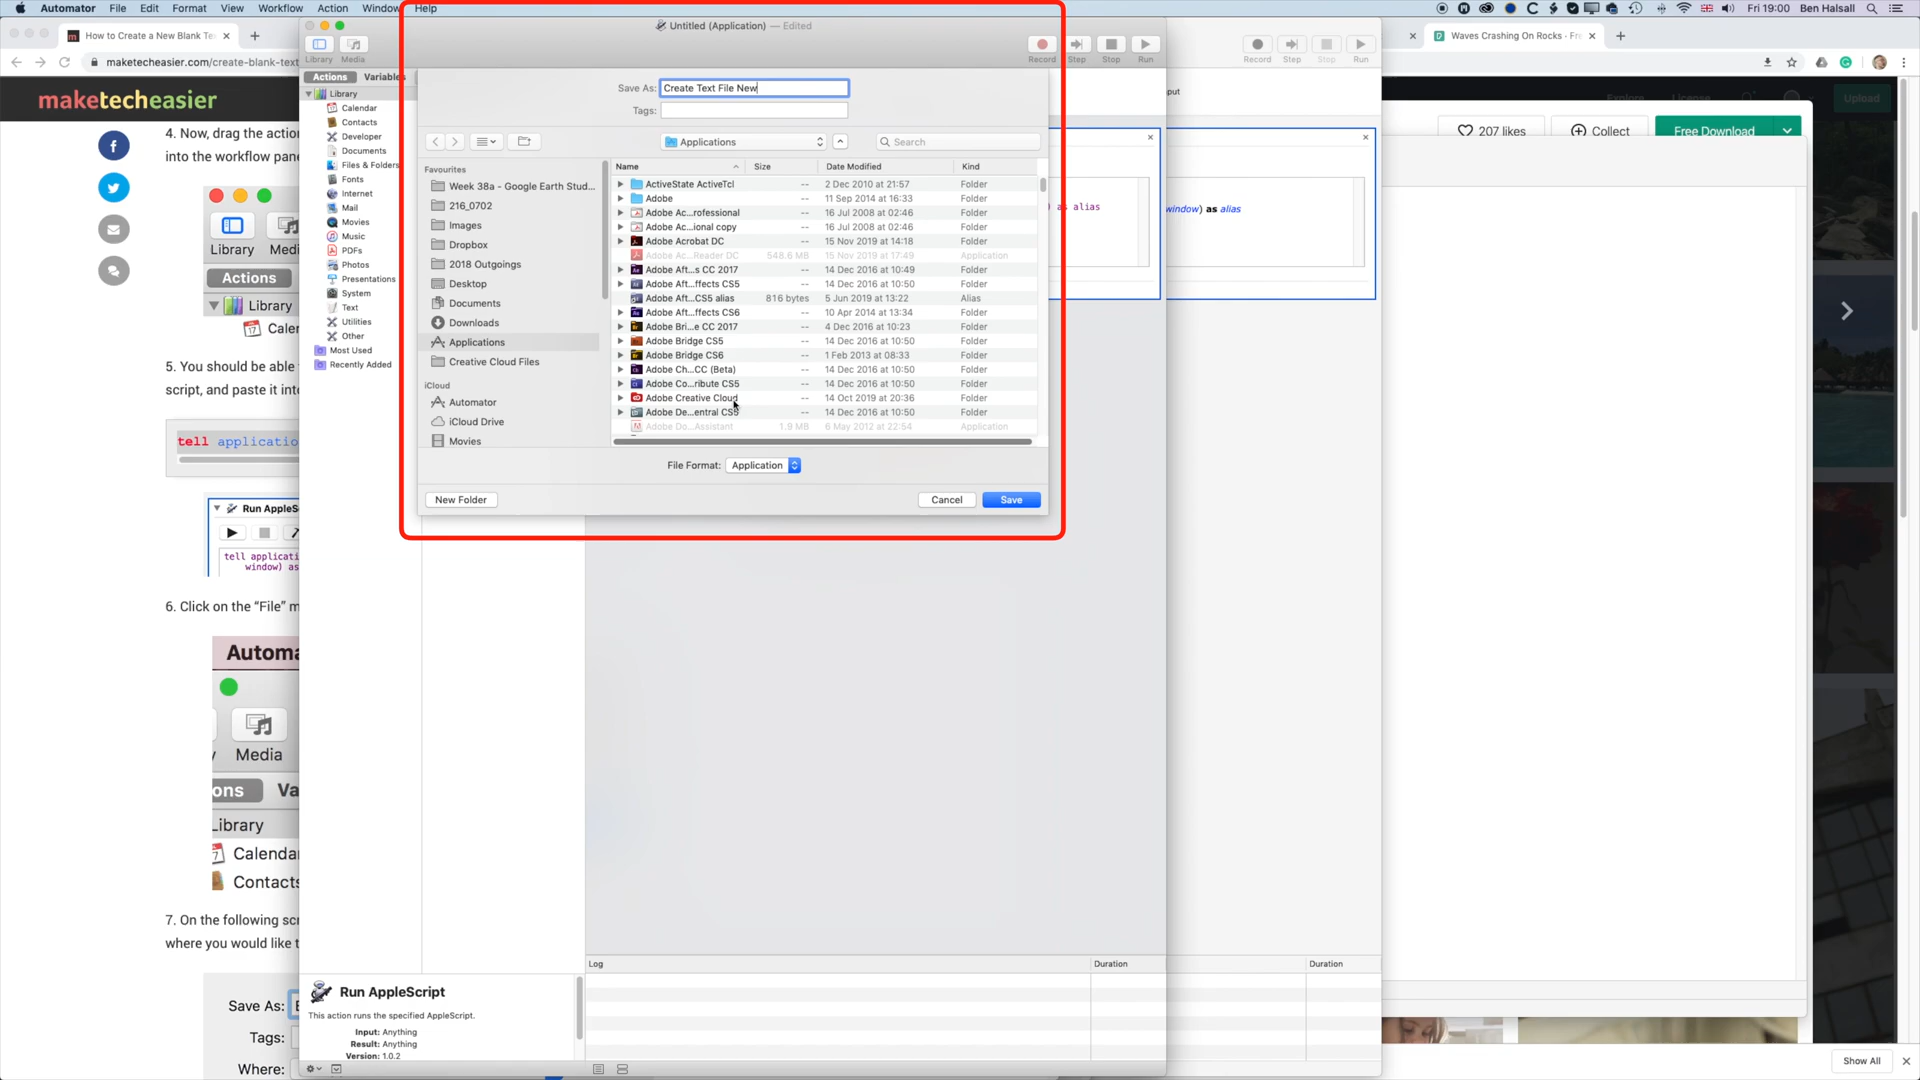 Automator File Edit Format View Workflow Action Window Help
Fri 19:00 Ben Halsall
How to Create a New Blank Te
Untitled (Application) — Edited
Waves Crashing On Rocks - Fre
maketecheasier.com/create-blank-text
Library Media
Record Step Stop Run
Record Step Stop Run
Actions Variables
maketecheasier
4. Now, drag the action
into the workflow pane
Library Medi
Actions
Library
Calen
5. You should be able
script, and paste it into
tell applicatio
Run AppleS
tell applicati
window) as
6. Click on the “File” m
Automa
Media
ons Va
Library
Calenda
Contacts
7. On the following scr
where you would like t
Save As:
Tags:
Where:
Library
Calendar
Contacts
Developer
Documents
Files & Folders
Fonts
Internet
Mail
Movies
Music
PDFs
Photos
Presentations
System
Text
Utilities
Other
Most Used
Recently Added
Save As: Create Text File New
Tags:
Applications
Search
Favourites
Week 38a - Google Earth Stud...
216_0702
Images
Dropbox
2018 Outgoings
Desktop
Documents
Downloads
Applications
Creative Cloud Files
iCloud
Automator
iCloud Drive
Movies
Name Size Date Modified Kind
ActiveState ActiveTcl -- 2 Dec 2010 at 21:57 Folder
Adobe -- 11 Sep 2014 at 16:33 Folder
Adobe Ac...rofessional -- 16 Jul 2008 at 02:46 Folder
Adobe Ac...ional copy -- 16 Jul 2008 at 02:46 Folder
Adobe Acrobat DC -- 15 Nov 2019 at 14:18 Folder
Adobe Ac...Reader DC 548.6 MB 15 Nov 2019 at 17:49 Application
Adobe Aft...s CC 2017 -- 14 Dec 2016 at 10:49 Folder
Adobe Aft...ffects CS5 -- 14 Dec 2016 at 10:50 Folder
Adobe Aft...CS5 alias 816 bytes 5 Jun 2019 at 13:22 Alias
Adobe Aft...ffects CS6 -- 10 Apr 2014 at 13:34 Folder
Adobe Bri...e CC 2017 -- 4 Dec 2016 at 10:23 Folder
Adobe Bridge CS5 -- 14 Dec 2016 at 10:50 Folder
Adobe Bridge CS6 -- 1 Feb 2013 at 08:33 Folder
Adobe Ch...CC (Beta) -- 14 Dec 2016 at 10:50 Folder
Adobe Co...ribute CS5 -- 14 Dec 2016 at 10:50 Folder
Adobe Creative Cloud -- 14 Oct 2019 at 20:36 Folder
Adobe De...entral CS5 -- 14 Dec 2016 at 10:50 Folder
Adobe Do...Assistant 1.9 MB 6 May 2012 at 22:54 Application
File Format: Application
New Folder Cancel Save
) as alias
window) as alias
put
Explore License Upload
207 likes Collect Free Download
Log Duration
Duration
Run AppleScript
This action runs the specified AppleScript.
Input: Anything
Result: Anything
Version: 1.0.2
Show All